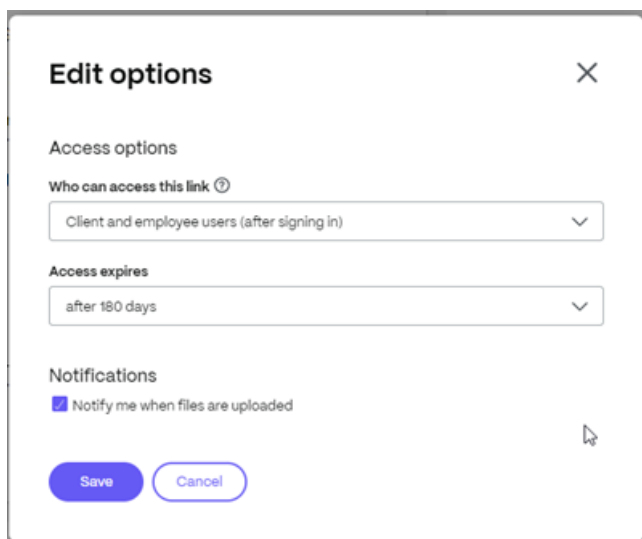 Edit options
Access options
Who can access this link
Client and employee users (after signing in)
Access expires
after 180 days
Notifications
Notify me when files are uploaded
Save
Cancel